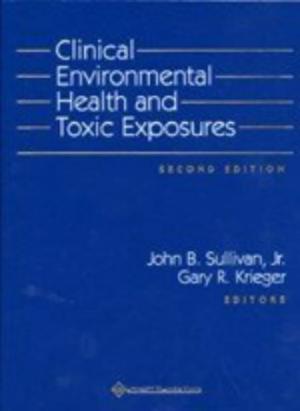 Clinical
Environmental
Health and
Toxic Exposures
SECOND EDITION
John B. Sullivan, Jr.
Gary R. Krieger
EDITORS